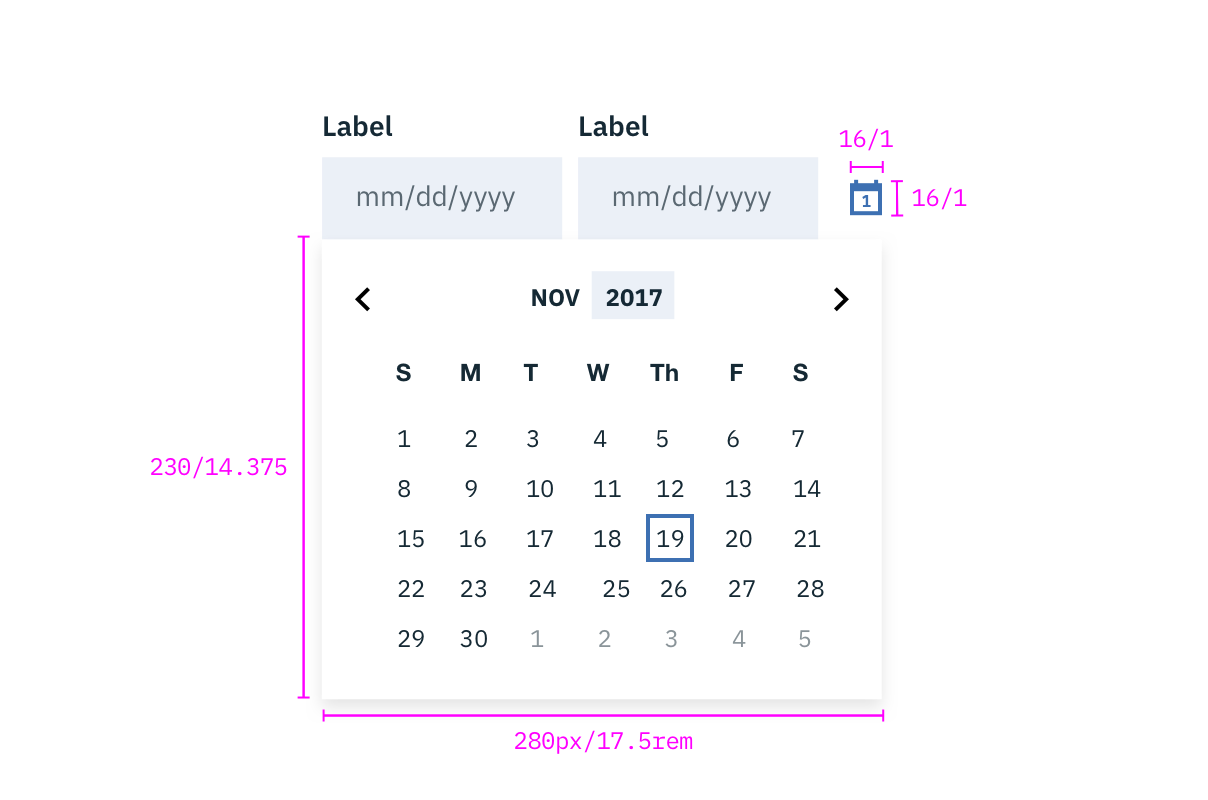 Label Label
16/1
mm/dd/yyyy mm/dd/yyyy 1 16/1
NOV 2017
S M T W Th F S
1 2 3 4 5 6 7
230/14.375
8 9 10 11 12 13 14
15 16 17 18 19 20 21
22 23 24 25 26 27 28
29 30 1 2 3 4 5
280px/17.5rem